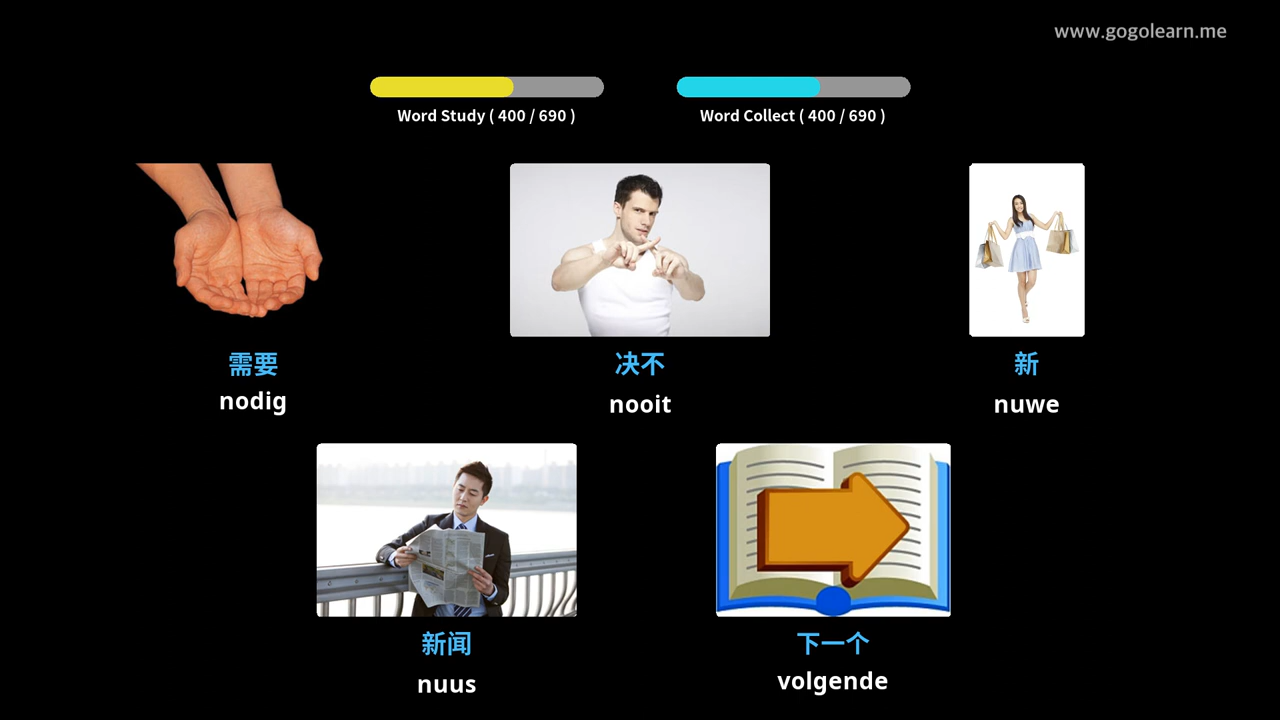 www.gogolearn.me
Word Study ( 400 / 690 )
Word Collect ( 400 / 690 )
需要
nodig
决不
nooit
新
nuwe
新闻
nuus
下一个
volgende